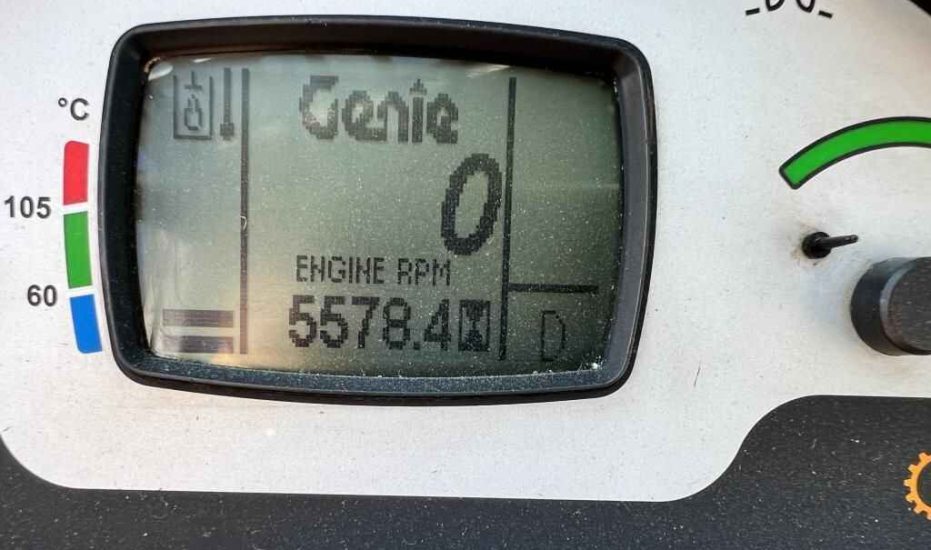 °C
105
60
Genie
0
ENGINE RPM
5578.4
D